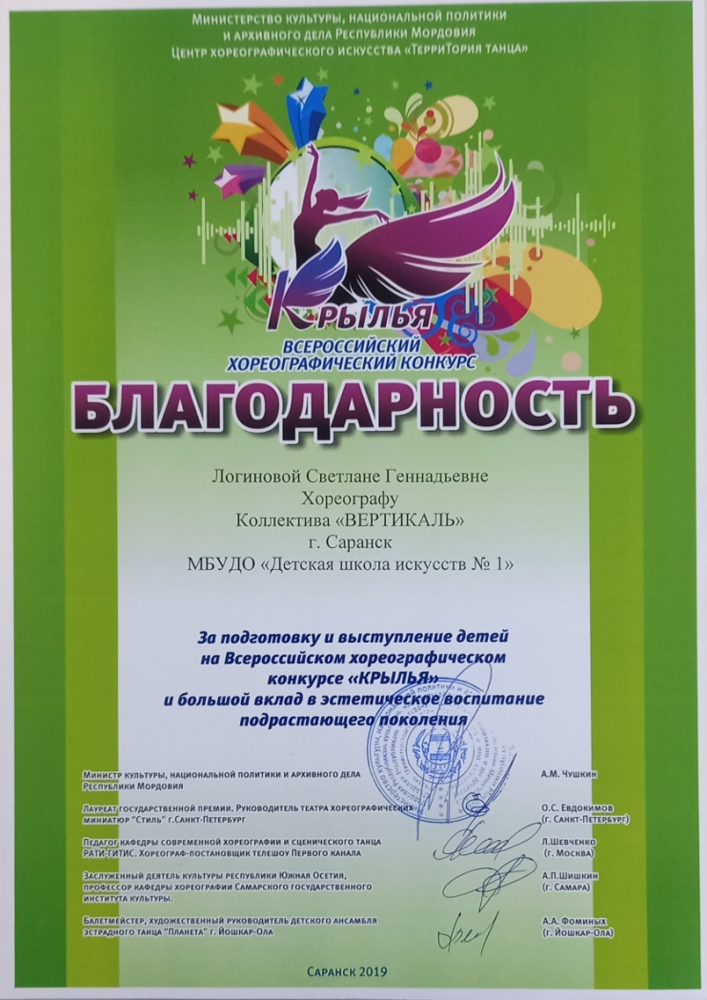 Министерство культуры, национальной политики
и архивного дела Республики Мордовия
Центр хореографического искусства «ТерриТория танца»
Крылья
Всероссийский
хореографический конкурс
БЛАГОДАРНОСТЬ
Логиновой Светлане Геннадьевне
Хореографу
Коллектива «ВЕРТИКАЛЬ»
г. Саранск
МБУДО «Детская школа искусств № 1»
За подготовку и выступление детей
на Всероссийском хореографическом
конкурсе «КРЫЛЬЯ»
и большой вклад в эстетическое воспитание
подрастающего поколения
Министр культуры, национальной политики и архивного дела
Республики Мордовия
А.М. Чушкин
Лауреат государственной премии. Руководитель театра хореографических
миниатюр "Стиль" г.Санкт-Петербург
О.С. Евдокимов
(г. Санкт-Петербург)
Педагог кафедры современной хореографии и сценического танца
РАТИ-ГИТИС. Хореограф-постановщик телешоу Первого канала
Л.Шевченко
(г. Москва)
Заслуженный деятель культуры республики Южная Осетия,
профессор кафедры хореографии Самарского государственного
института культуры.
А.П.Шишкин
(г. Самара)
Балетмейстер, художественный руководитель детского ансамбля
эстрадного танца "Планета" г. Йошкар-Ола
А.А. Фоминых
(г. Йошкар-Ола)
Саранск 2019